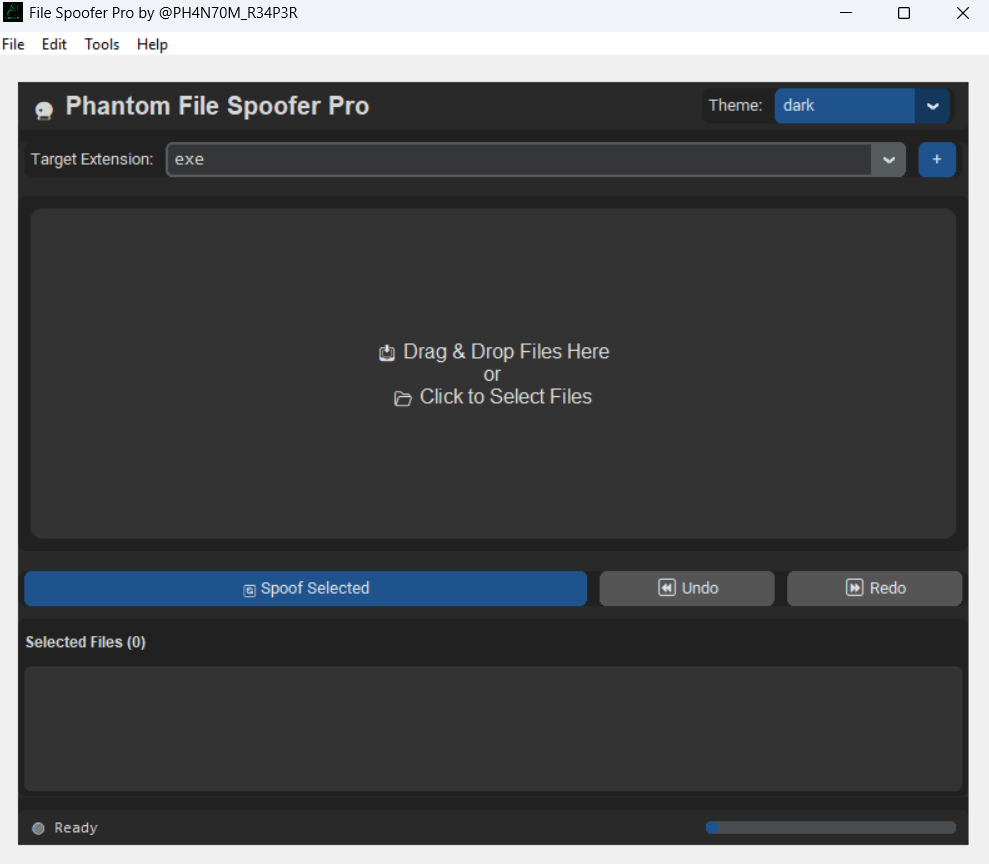 File Spoofer Pro by @PH4N70M_R34P3R
File Edit Tools Help
Phantom File Spoofer Pro
Theme: dark
Target Extension: exe +
Drag & Drop Files Here
or
Click to Select Files
Spoof Selected Undo Redo
Selected Files (0)
Ready